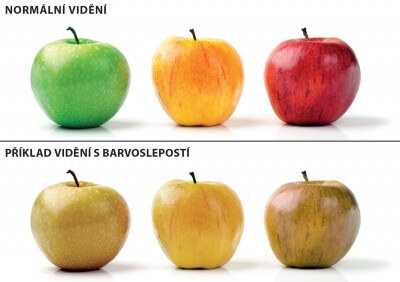 NORMÁLNÍ VIDĚNÍ
PŘÍKLAD VIDĚNÍ S BARVOSLEPOSTÍ